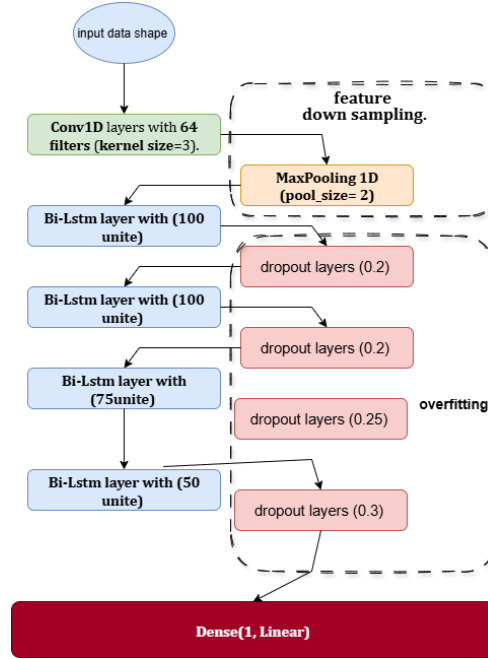 input data shape
feature
down sampling.
Conv1D layers with 64
filters (kernel size=3).
MaxPooling 1D
(pool_size= 2)
Bi-Lstm layer with (100
unite)
dropout layers (0.2)
Bi-Lstm layer with (100
unite)
dropout layers (0.2)
Bi-Lstm layer with
(75unite)
overfitting
dropout layers (0.25)
Bi-Lstm layer with (50
unite)
dropout layers (0.3)
Dense(1, Linear)